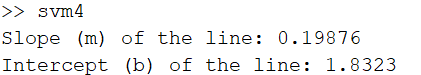 >> svm4
Slope (m) of the line: 0.19876
Intercept (b) of the line: 1.8323